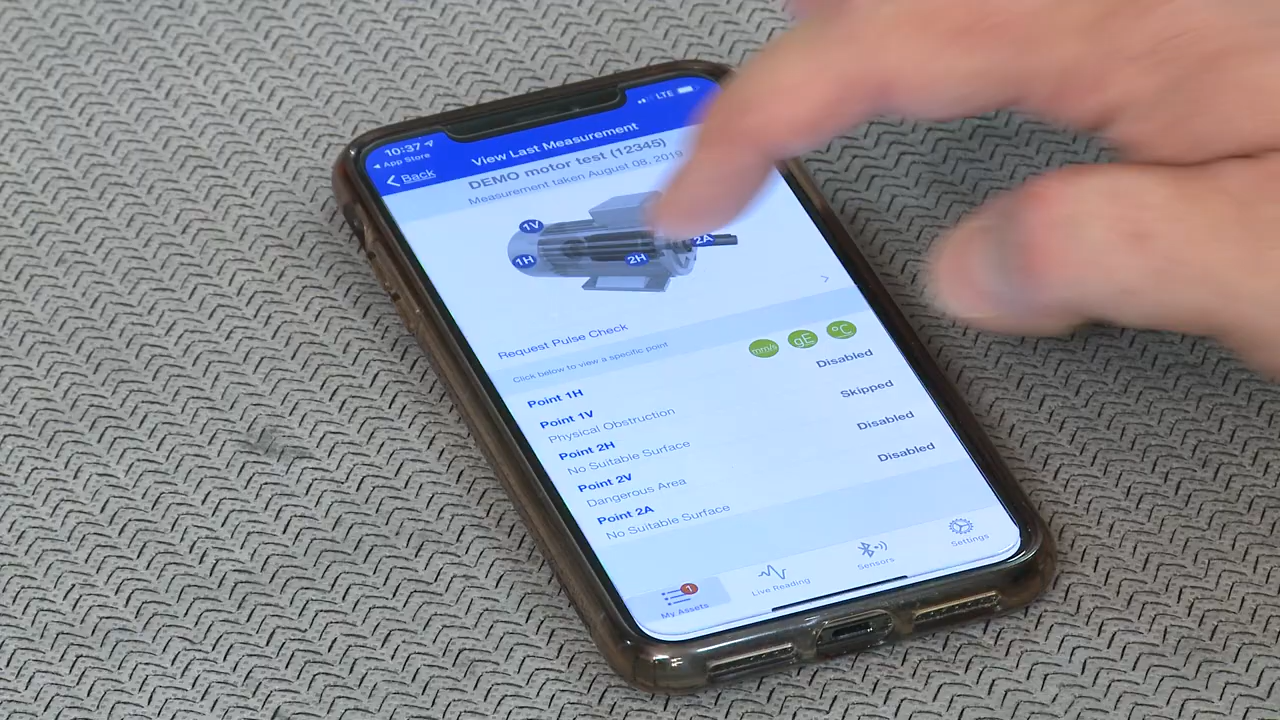 10:37 LTE
App Store
View Last Measurement
Back
DEMO motor test (12345)
Measurement taken August 08, 2019
1V
1H
2H
2A
Request Pulse Check
Click below to view a specific point
mm/s gE °C
Point 1H
Disabled
Point 1V
Physical Obstruction
Skipped
Point 2H
No Suitable Surface
Disabled
Point 2V
Dangerous Area
Disabled
Point 2A
No Suitable Surface
1
My Assets
Live Reading
Sensors
Settings